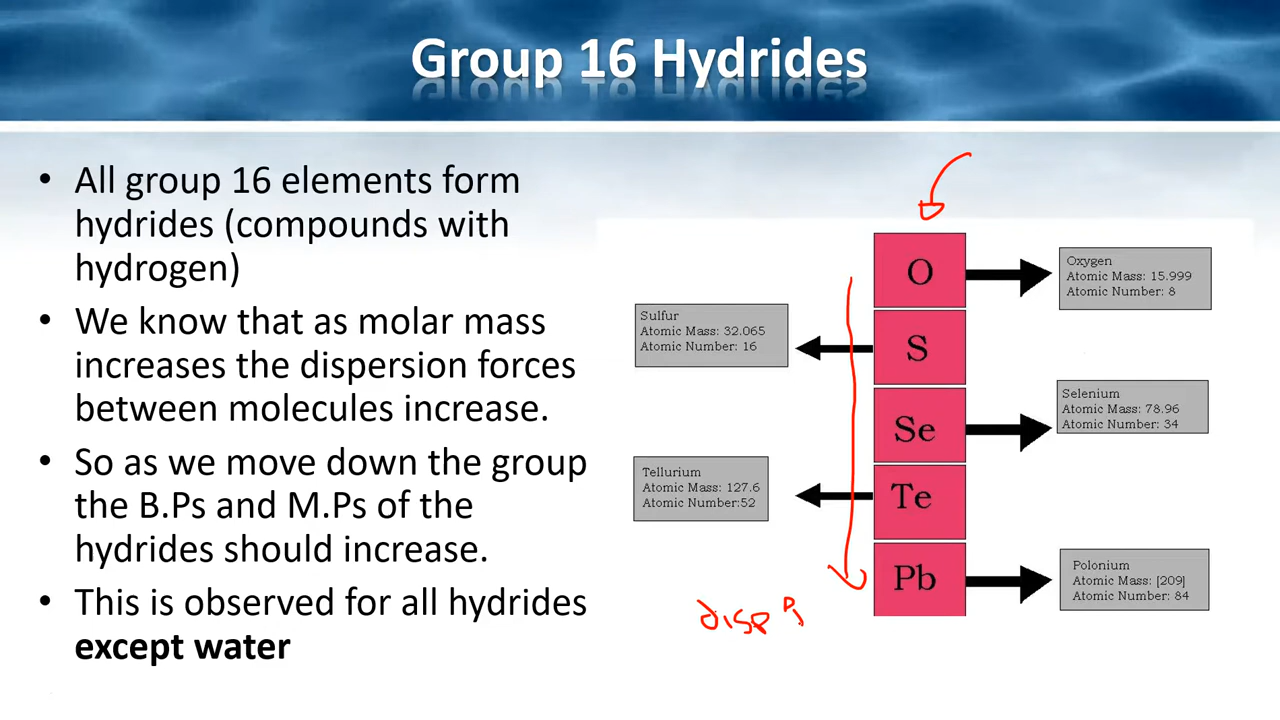 Group 16 Hydrides
• All group 16 elements form
hydrides (compounds with
hydrogen)
• We know that as molar mass
increases the dispersion forces
between molecules increase.
• So as we move down the group
the B.Ps and M.Ps of the
hydrides should increase.
• This is observed for all hydrides
except water
O
S
Se
Te
Pb
Oxygen
Atomic Mass: 15.999
Atomic Number: 8
Sulfur
Atomic Mass: 32.065
Atomic Number: 16
Selenium
Atomic Mass: 78.96
Atomic Number: 34
Tellurium
Atomic Mass: 127.6
Atomic Number:52
Polonium
Atomic Mass: [209]
Atomic Number: 84
disp